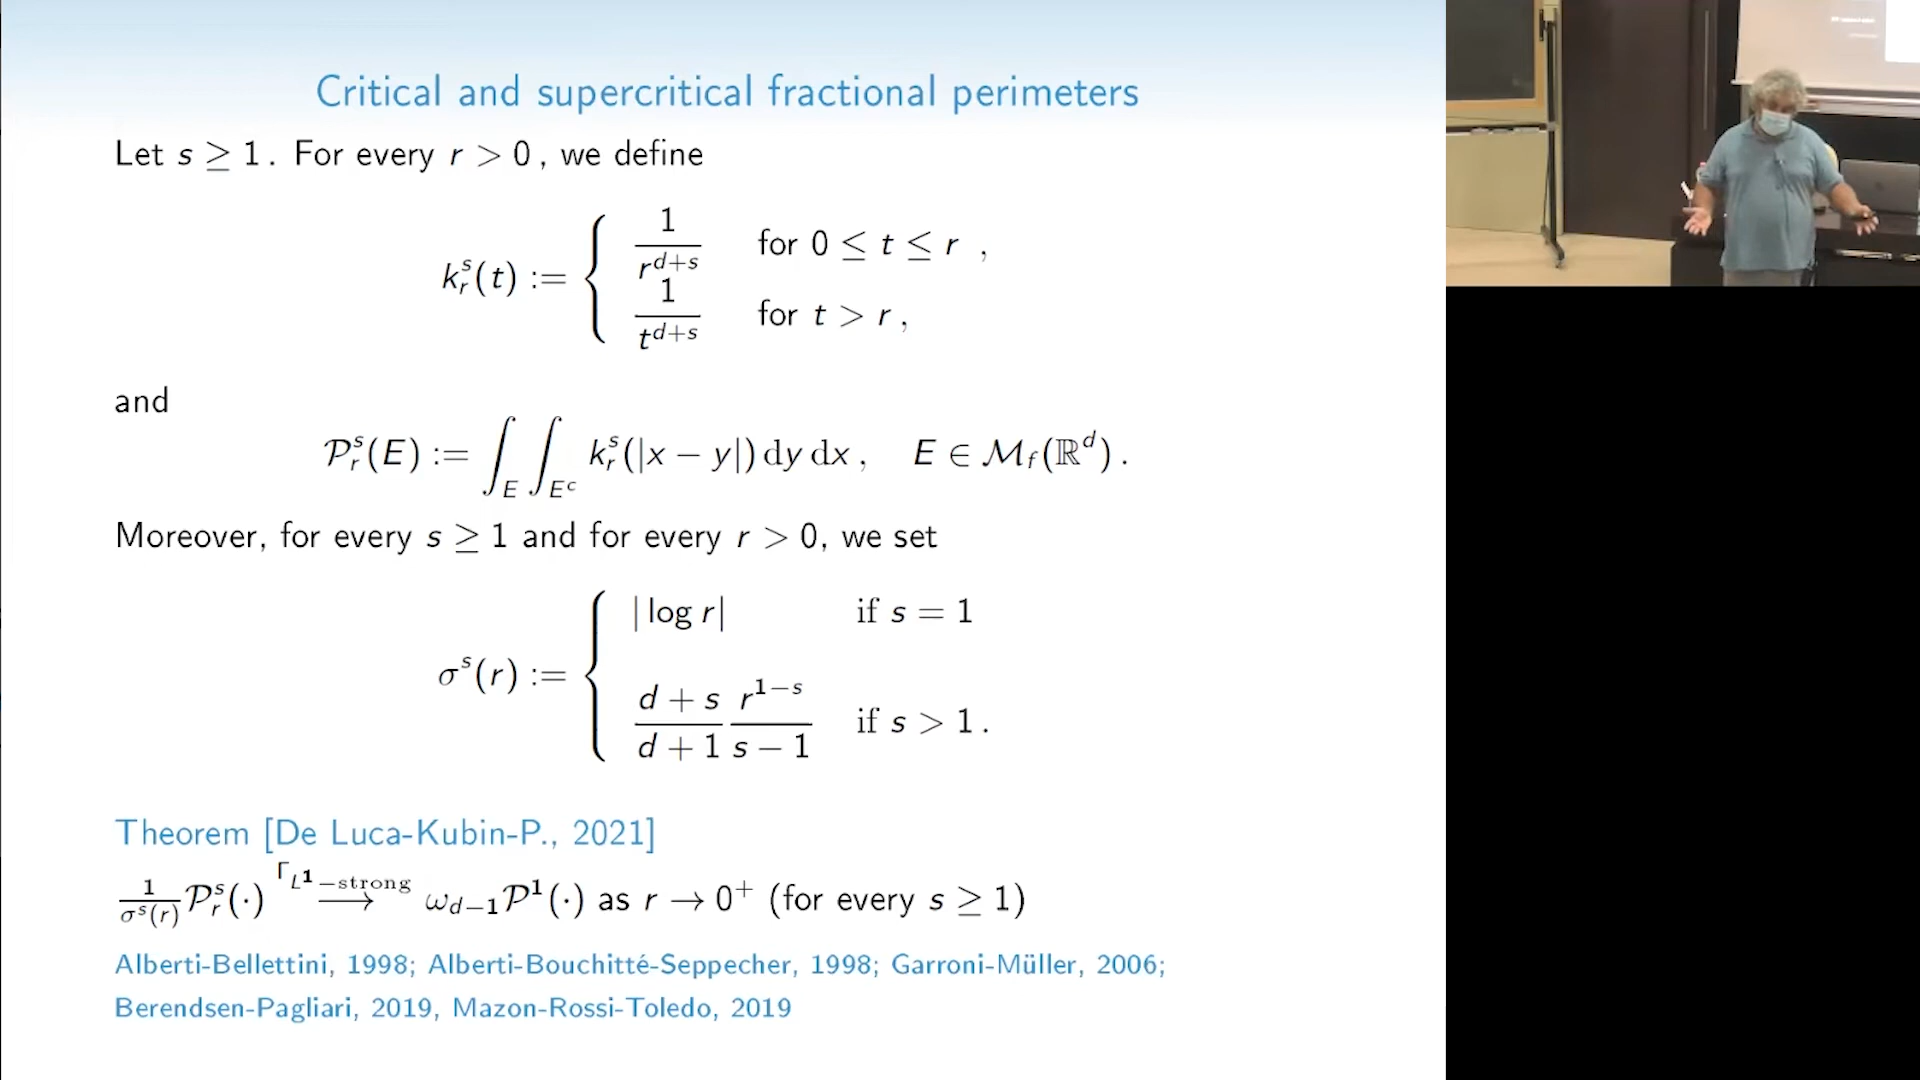 Critical and supercritical fractional perimeters
Let s ≥ 1. For every r > 0, we define
k_r^s(t) := { 1/r^{d+s} for 0 ≤ t ≤ r ,
1/t^{d+s} for t > r ,
and
𝒫_r^s(E) := ∫_E ∫_{E^c} k_r^s(|x − y|) dy dx , E ∈ ℳ_f(ℝ^d) .
Moreover, for every s ≥ 1 and for every r > 0, we set
σ^s(r) := { | log r| if s = 1
(d + s)/(d + 1) r^{1−s}/(s − 1) if s > 1 .
Theorem [De Luca-Kubin-P., 2021]
1/σ^s(r) 𝒫_r^s(·) Γ_{L^1−strong} → ω_{d−1}𝒫^1(·) as r → 0^+ (for every s ≥ 1)
Alberti-Bellettini, 1998; Alberti-Bouchitté-Seppecher, 1998; Garroni-Müller, 2006;
Berendsen-Pagliari, 2019, Mazon-Rossi-Toledo, 2019